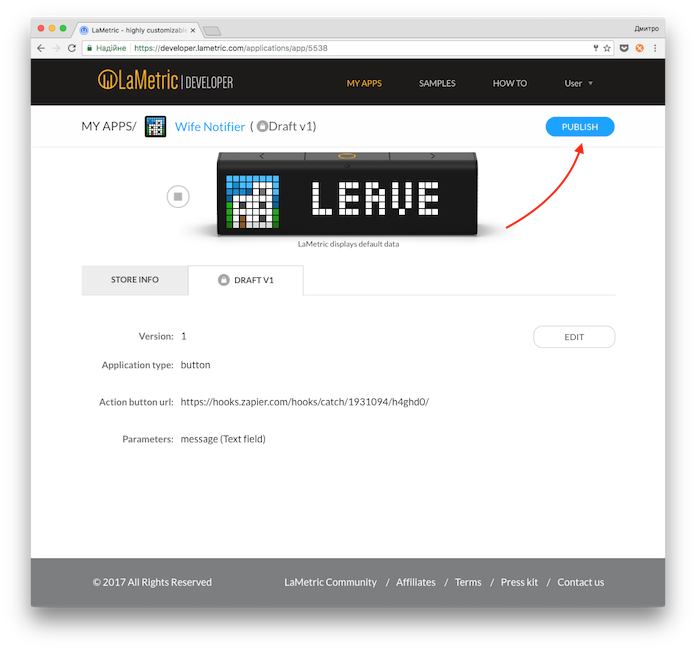 LaMetric - highly customizable
Дмитро
Надійне
https://developer.lametric.com/applications/app/5538
LaMetric | DEVELOPER
MY APPS
SAMPLES
HOW TO
User
MY APPS/ Wife Notifier ( Draft v1)
PUBLISH
LEAVE
LaMetric displays default data
STORE INFO
DRAFT V1
Version: 1
EDIT
Application type: button
Action button url: https://hooks.zapier.com/hooks/catch/1931094/h4ghd0/
Parameters: message (Text field)
© 2017 All Rights Reserved
LaMetric Community / Affiliates / Terms / Press kit / Contact us